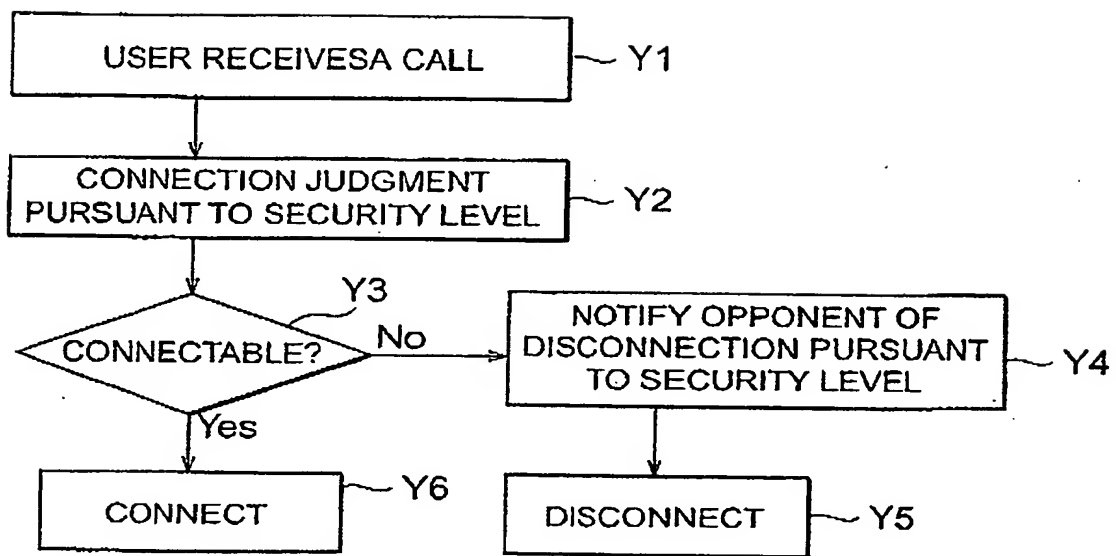 USER RECEIVESA CALL
Y1
CONNECTION JUDGMENT
PURSUANT TO SECURITY LEVEL
Y2
Y3
CONNECTABLE?
No
NOTIFY OPPONENT OF
DISCONNECTION PURSUANT
TO SECURITY LEVEL
Y4
Yes
CONNECT
Y6
DISCONNECT
Y5